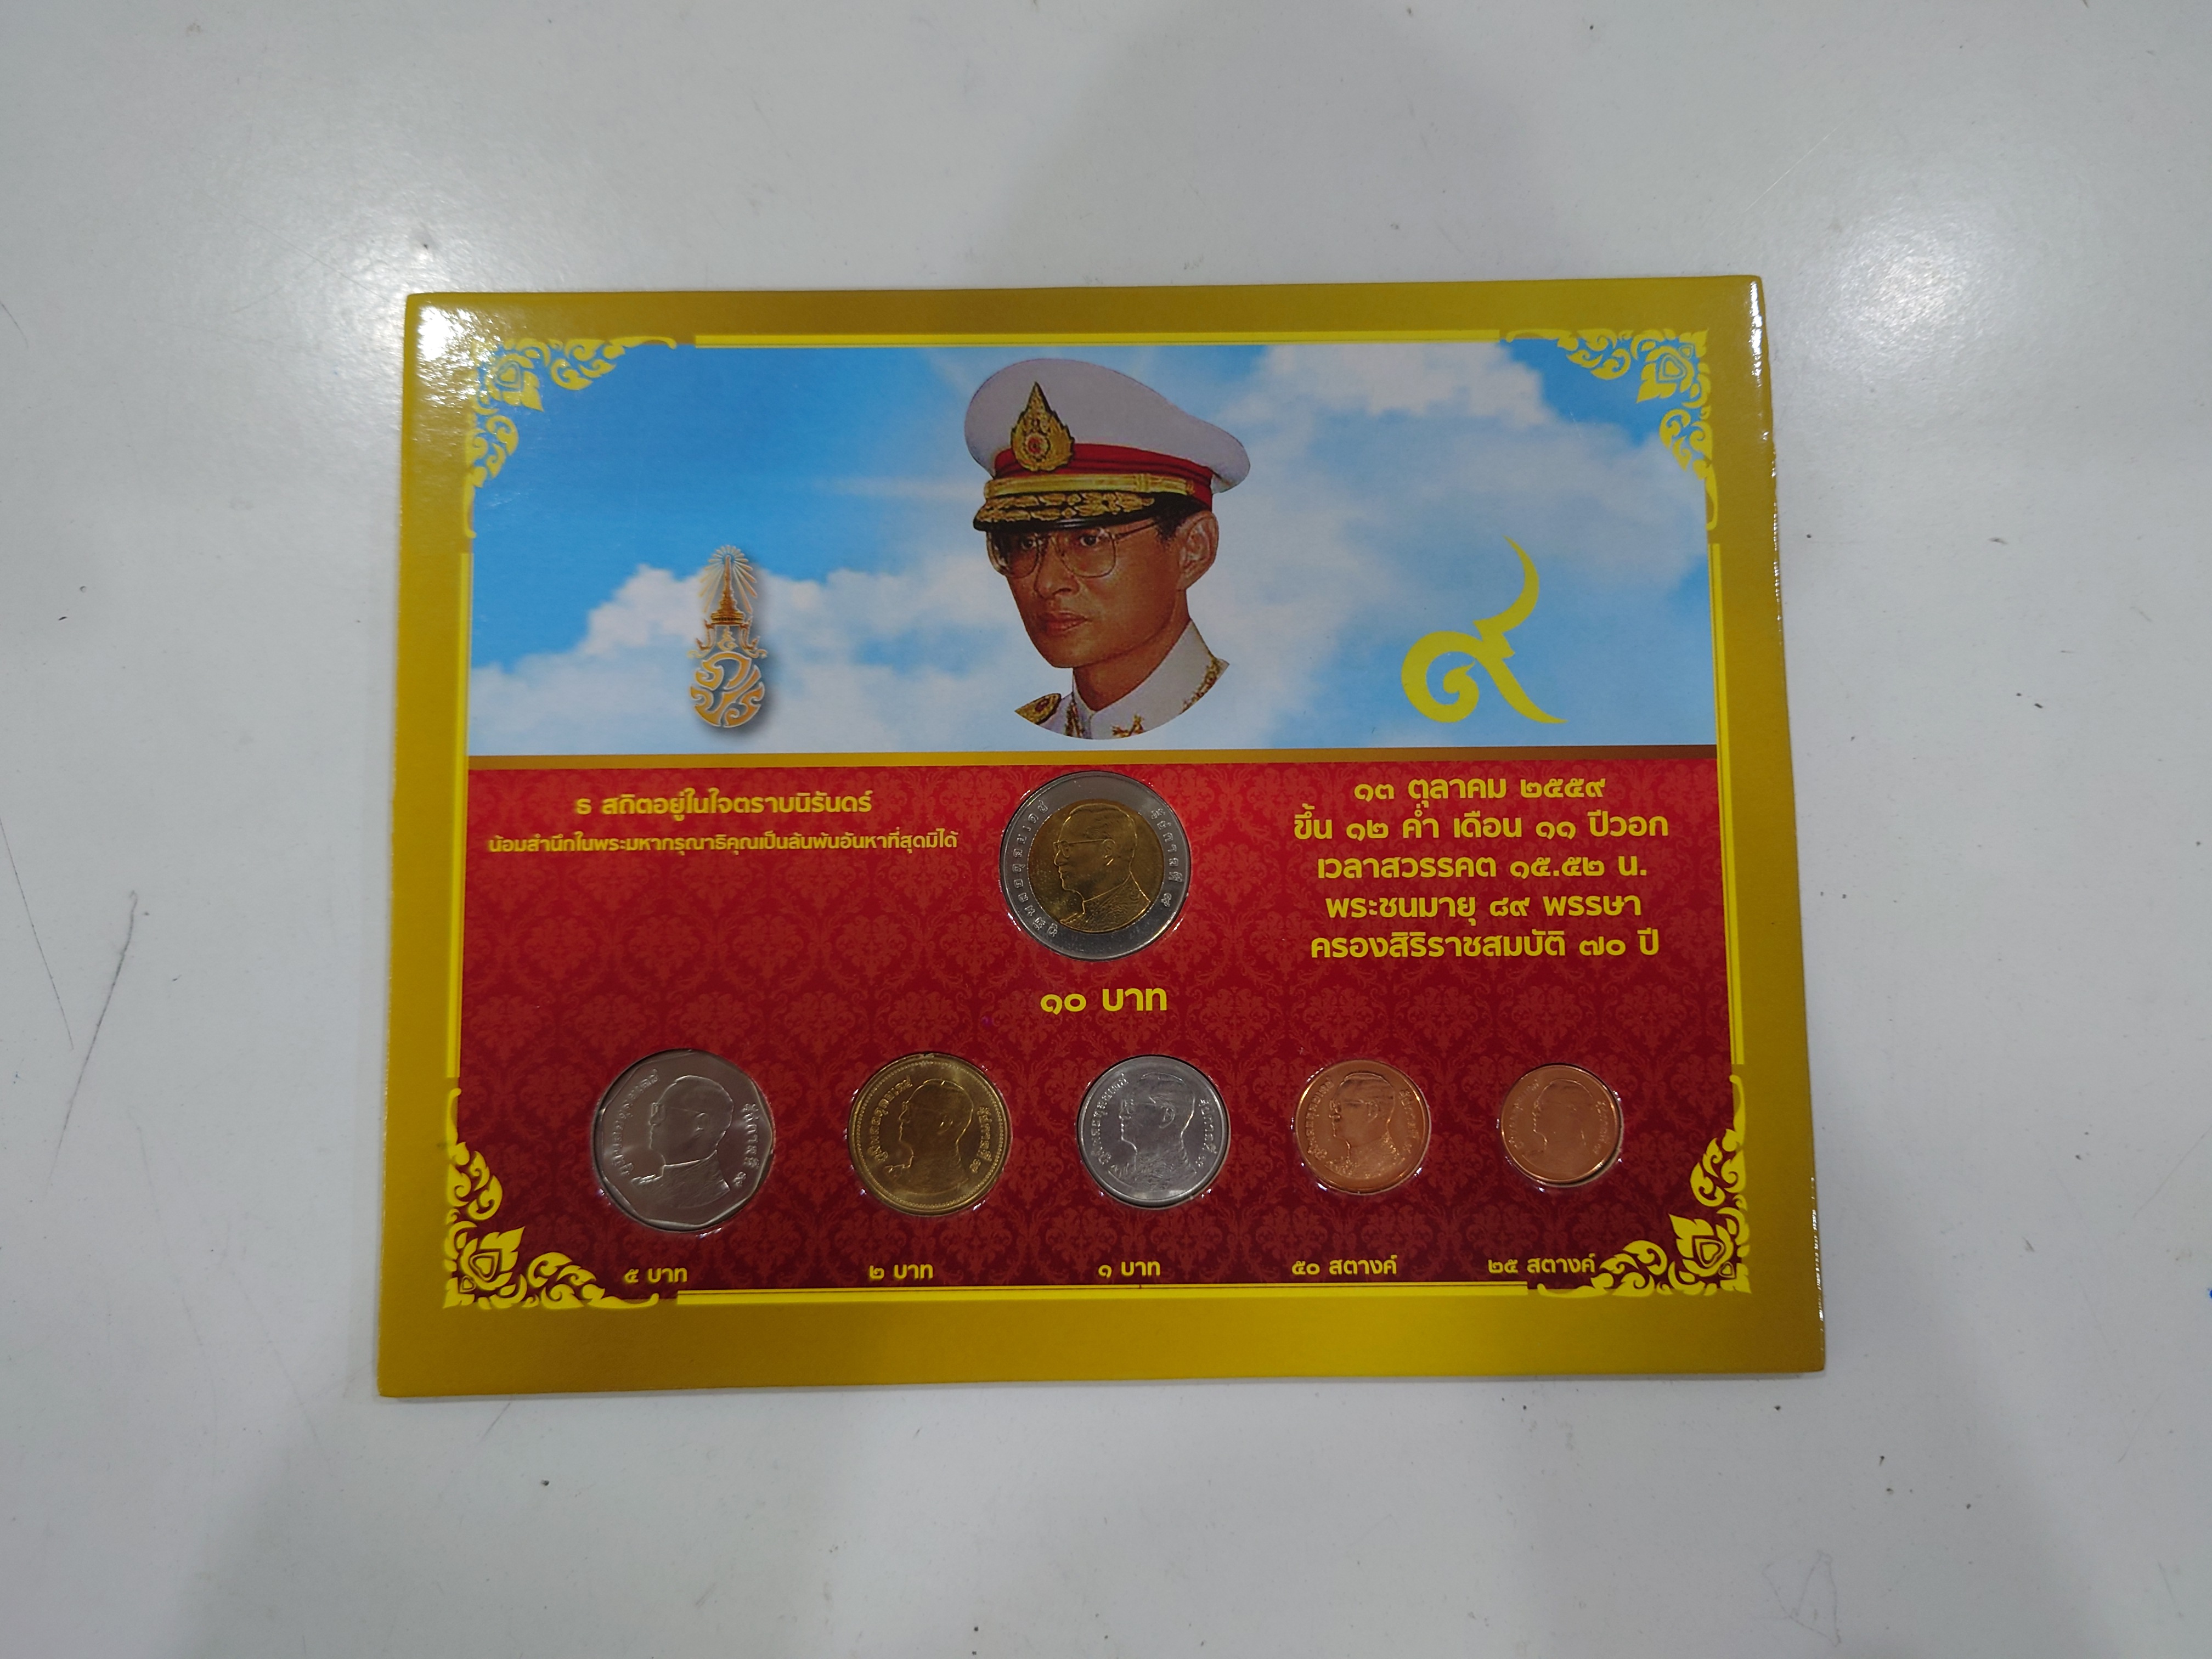 ๙
ธ สถิตอยู่ในใจตราบนิรันดร์
น้อมสำนึกในพระมหากรุณาธิคุณเป็นล้นพ้นอันหาที่สุดมิได้
๑๓ ตุลาคม ๒๕๕๙
ขึ้น ๑๒ ค่ำ เดือน ๑๑ ปีวอก
เวลาสวรรคต ๑๕.๕๒ น.
พระชนมายุ ๘๙ พรรษา
ครองสิริราชสมบัติ ๗๐ ปี
๑๐ บาท
๕ บาท
๒ บาท
๑ บาท
๕๐ สตางค์
๒๕ สตางค์